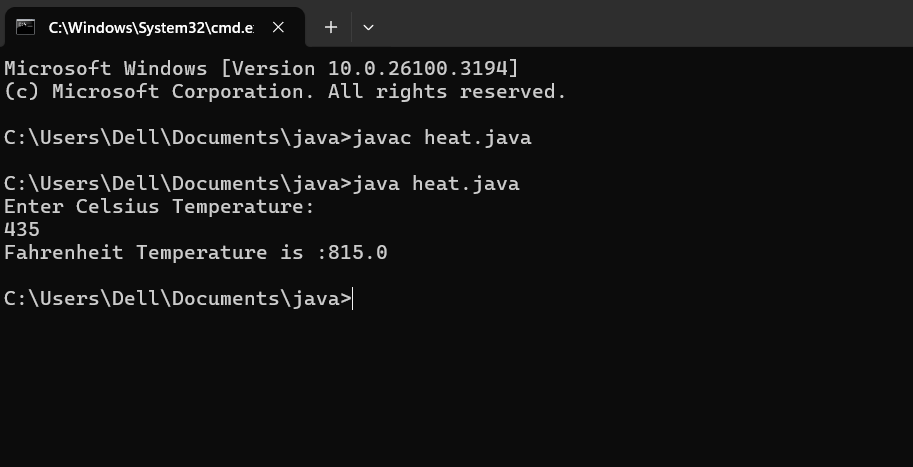 C:\Windows\System32\cmd.e
Microsoft Windows [Version 10.0.26100.3194]
(c) Microsoft Corporation. All rights reserved.
C:\Users\Dell\Documents\java>javac heat.java
C:\Users\Dell\Documents\java>java heat.java
Enter Celsius Temperature:
435
Fahrenheit Temperature is :815.0
C:\Users\Dell\Documents\java>